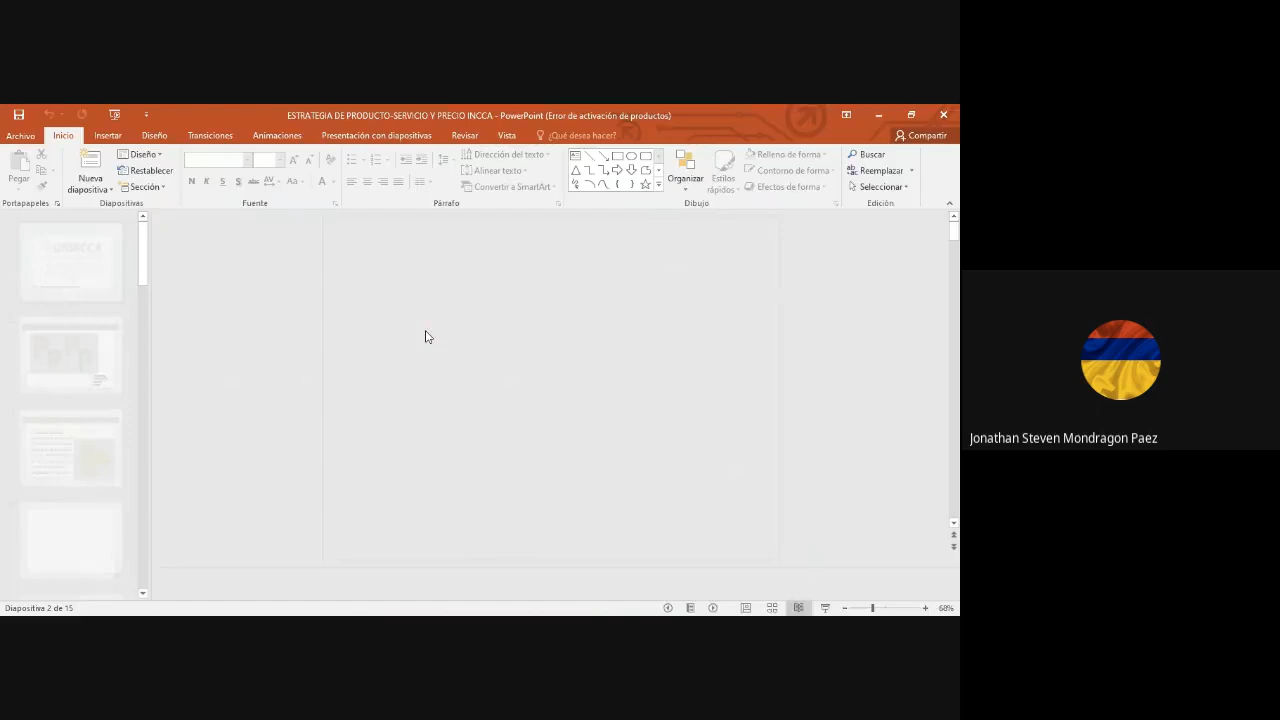 ESTRATEGIA DE PRODUCTO-SERVICIO Y PRECIO INCCA - PowerPoint (Error de activación de productos)
Archivo Inicio Insertar Diseño Transiciones Animaciones Presentación con diapositivas Revisar Vista ¿Qué desea hacer? Compartir
Pegar
Nueva diapositiva
Diseño
Restablecer
Sección
N K S S abc AV Aa A
Dirección del texto
Alinear texto
Convertir a SmartArt
Organizar
Estilos rápidos
Relleno de forma
Contorno de forma
Efectos de forma
Buscar
Reemplazar
Seleccionar
Portapapeles Diapositivas Fuente Párrafo Dibujo Edición
Jonathan Steven Mondragon Paez
Diapositiva 2 de 15
68%